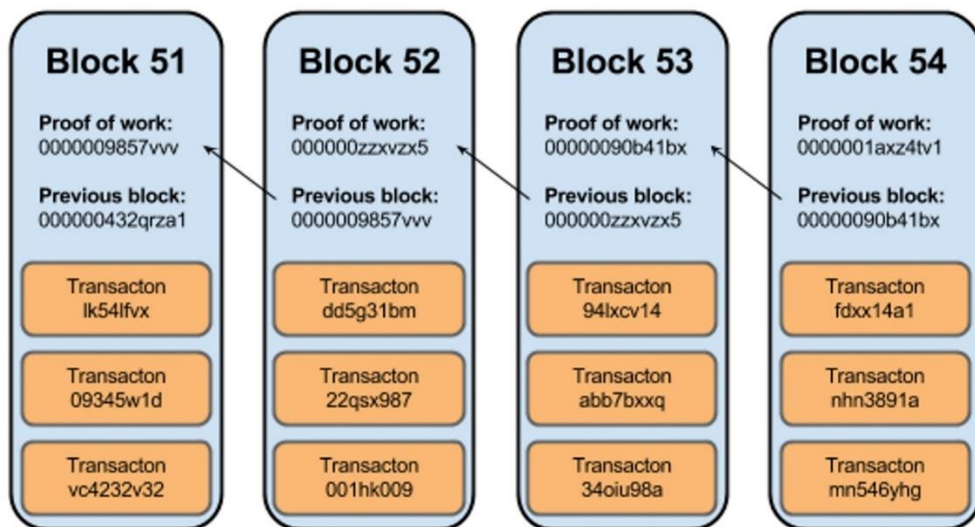 Block 51
Proof of work:
0000009857vvv
Previous block:
000000432qrza1
Transacton
lk54lfvx
Transacton
09345w1d
Transacton
vc4232v32
Block 52
Proof of work:
000000zzxvzx5
Previous block:
0000009857vvv
Transacton
dd5g31bm
Transacton
22qsx987
Transacton
001hk009
Block 53
Proof of work:
00000090b41bx
Previous block:
000000zzxvzx5
Transacton
94lxcv14
Transacton
abb7bxxq
Transacton
34oiu98a
Block 54
Proof of work:
0000001axz4tv1
Previous block:
00000090b41bx
Transacton
fdxx14a1
Transacton
nhn3891a
Transacton
mn546yhg